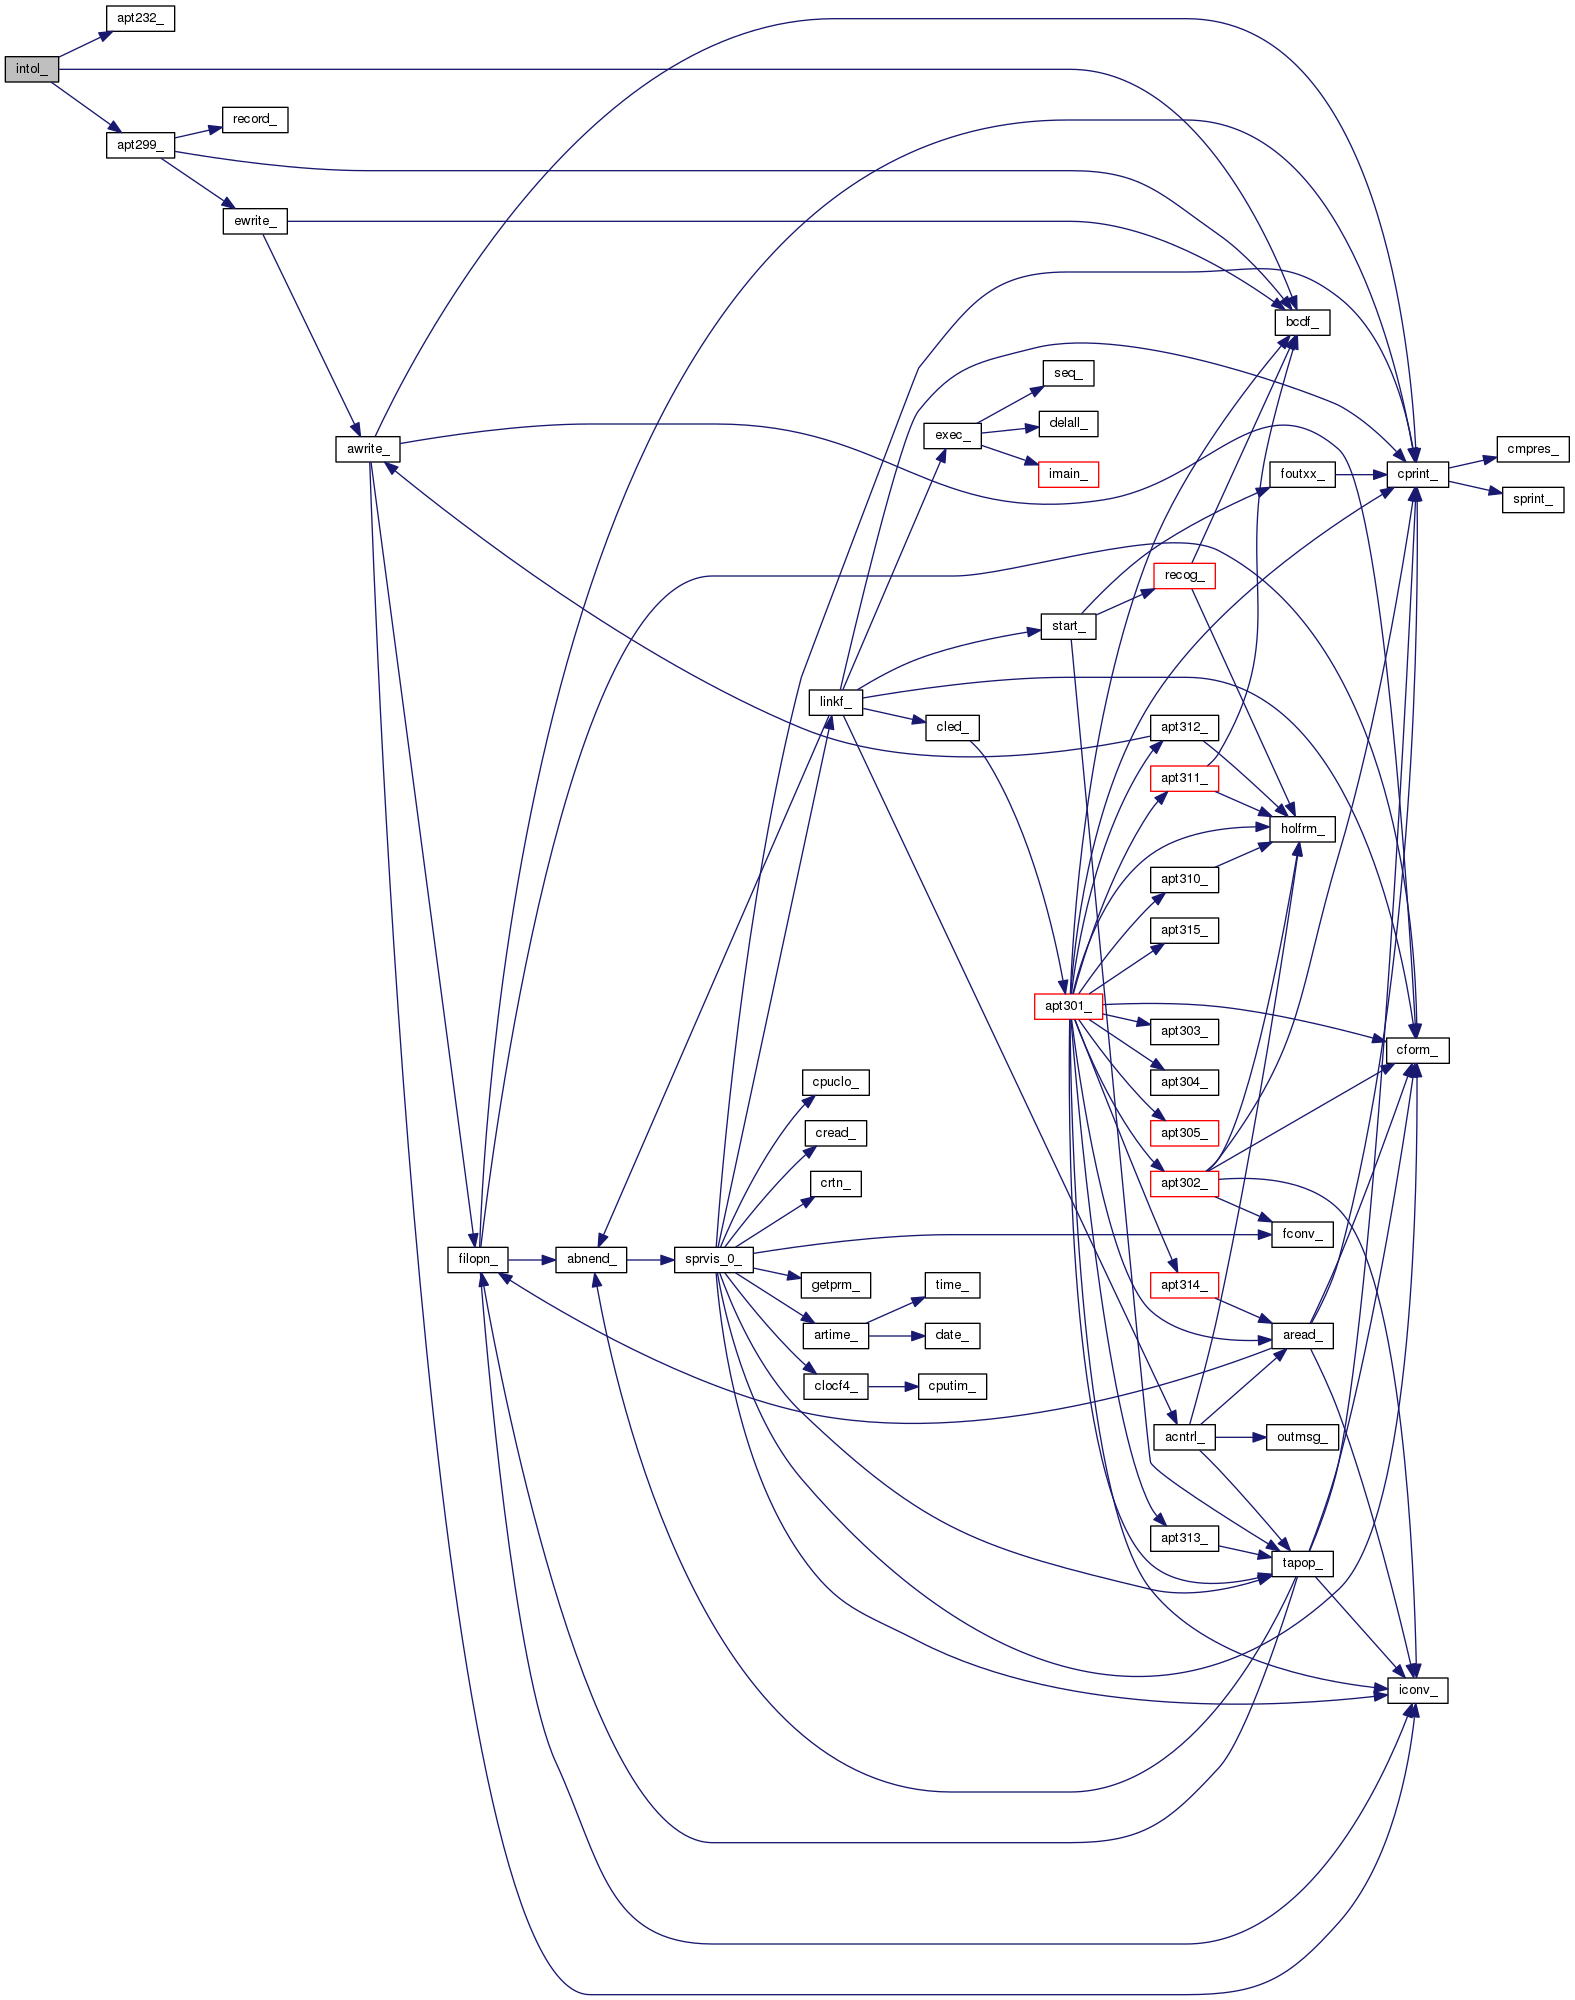 apt232_
intol_
record_
apt299_
ewrite_
bcdf_
seq_
delall_
exec_
awrite_
cmpres_
imain_
foutxx_
cprint_
sprint_
recog_
start_
linkf_
cled_
apt312_
apt311_
holfrm_
apt310_
apt315_
apt301_
apt303_
cform_
cpuclo_
apt304_
cread_
apt305_
crtn_
apt302_
fconv_
filopn_
abnend_
sprvis_0_
getprm_
time_
apt314_
artime_
date_
aread_
clocf4_
cputim_
acntrl_
outmsg_
apt313_
tapop_
iconv_